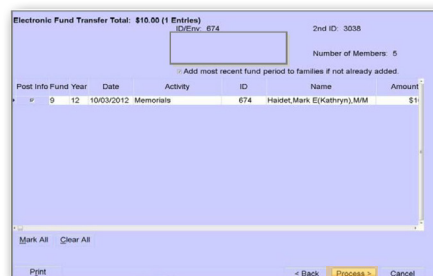 Electronic Fund Transfer Total: $10.00 (1 Entries)
ID/Env: 674 2nd ID: 3038
Number of Members: 5
Add most recent fund period to families if not already added.
Post Info Fund Year Date Activity ID Name Amount
9 12 10/03/2012 Memorials 674 Haidet,Mark E(Kathryn),M/M
Mark All Clear All
Print < Back Process > Cancel